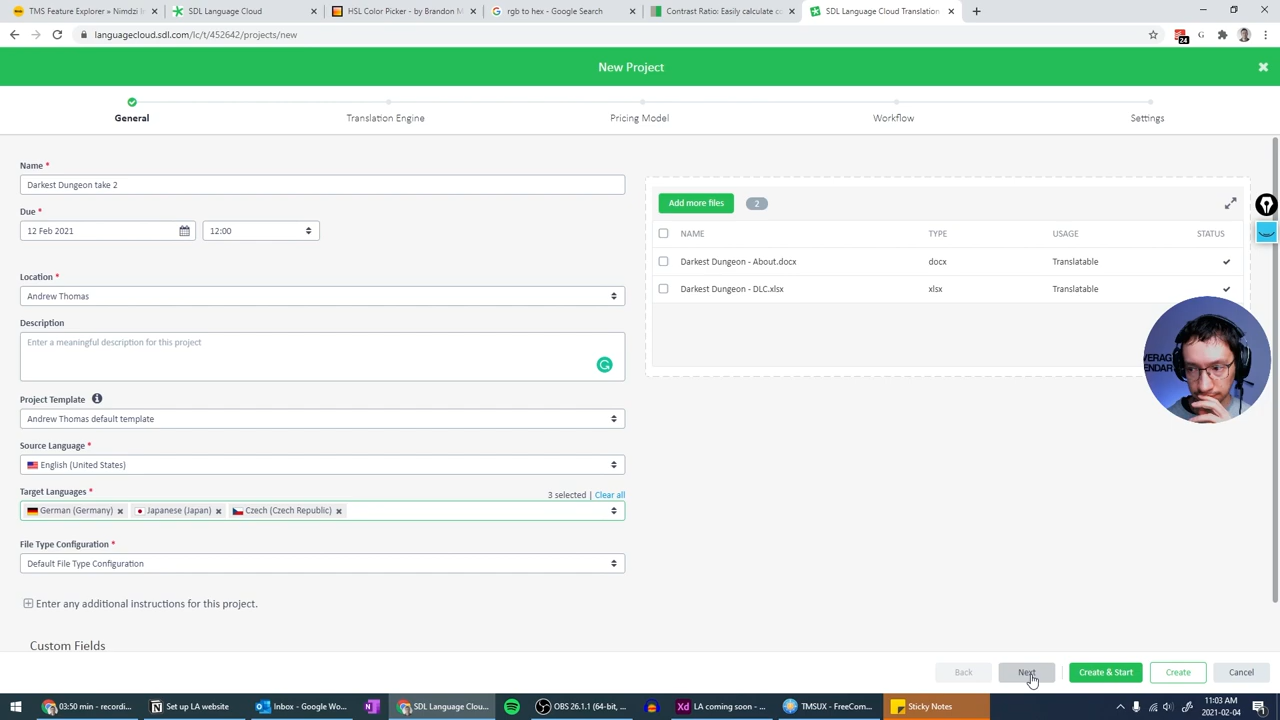 TMS Feature Explorer » Nimdzi In
SDL Language Cloud
HSL Color Picker - by Brandon M
rgb to hex - Google Search
Contrast Ratio: Easily calculate co
SDL Language Cloud Translation
languagecloud.sdl.com/lc/t/452642/projects/new
24
G
New Project
General
Translation Engine
Pricing Model
Workflow
Settings
Name *
Darkest Dungeon take 2
Due *
12 Feb 2021
12:00
Location *
Andrew Thomas
Description
Enter a meaningful description for this project
Project Template
Andrew Thomas default template
Source Language *
English (United States)
Target Languages *
3 selected | Clear all
German (Germany)
Japanese (Japan)
Czech (Czech Republic)
File Type Configuration *
Default File Type Configuration
Enter any additional instructions for this project.
Custom Fields
Add more files
2
NAME
TYPE
USAGE
STATUS
Darkest Dungeon - About.docx
docx
Translatable
Darkest Dungeon - DLC.xlsx
xlsx
Translatable
Back
Next
Create & Start
Create
Cancel
03:50 min - recordi...
Set up LA website
Inbox - Google Wo...
SDL Language Clou...
OBS 26.1.1 (64-bit, ...
LA coming soon - ...
TMSUX - FreeCom...
Sticky Notes
11:03 AM
2021-02-04